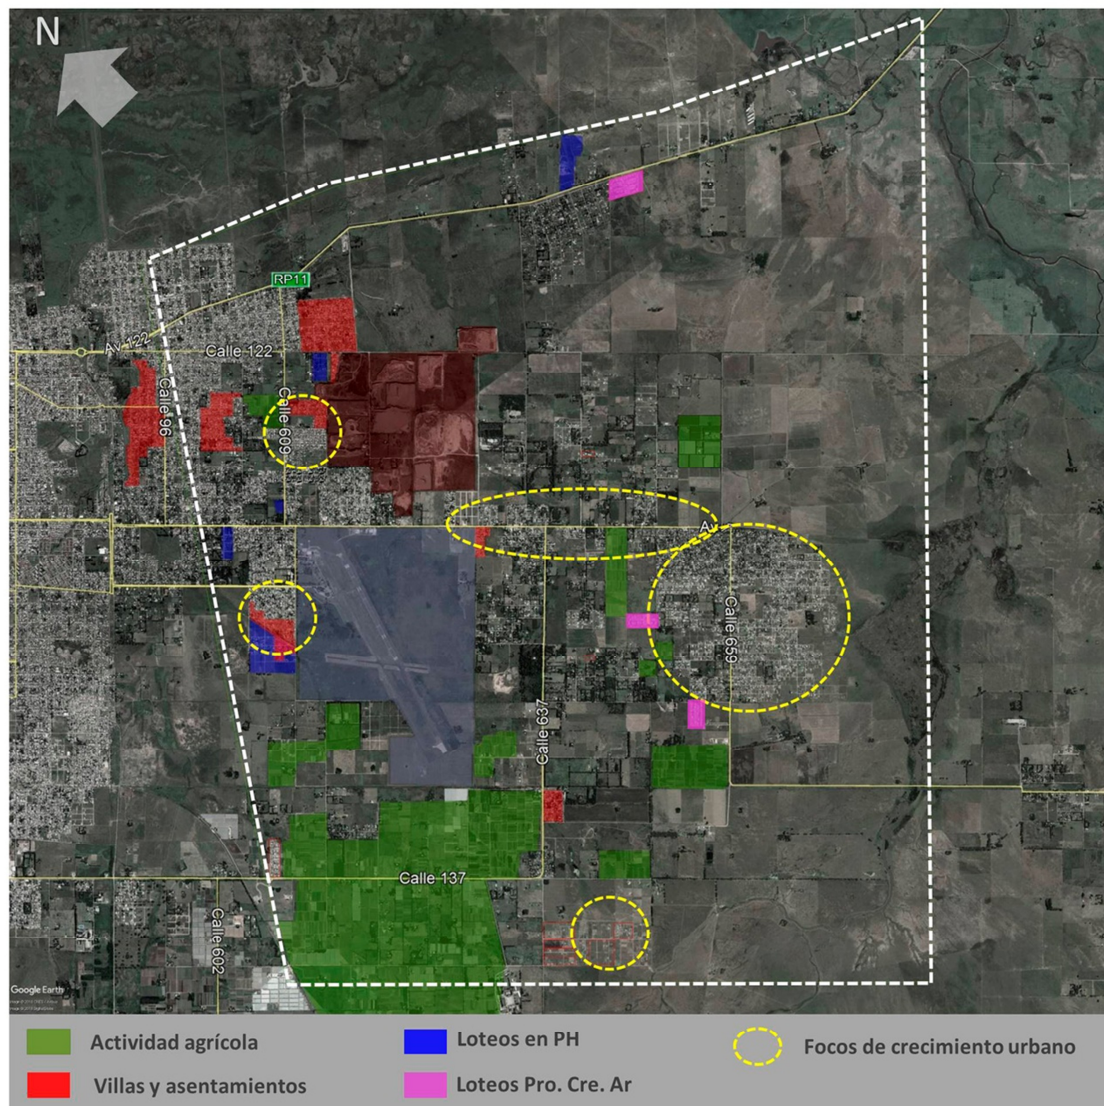 N
RP11
Av 122
Calle 122
Calle 96
Calle 609
Av
Calle 659
Calle 637
Calle 137
Calle 602
Google Earth
Actividad agrícola
Loteos en PH
Focos de crecimiento urbano
Villas y asentamientos
Loteos Pro. Cre. Ar